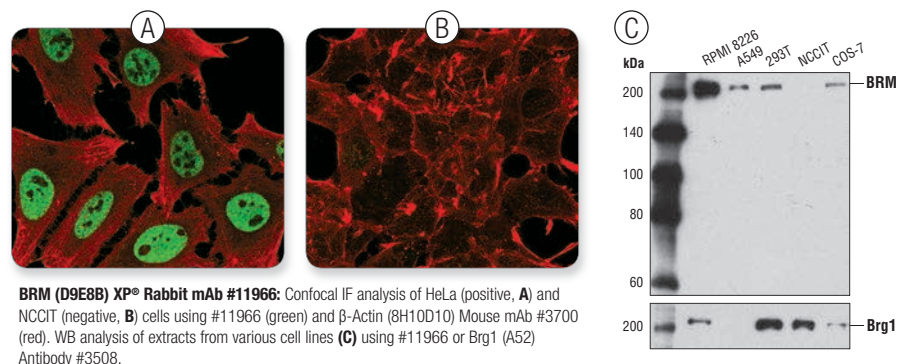 A
B
C
kDa
RPMI 8226
A549
293T
NCCIT
COS-7
200
BRM
140
100
80
60
200
Brg1
BRM (D9E8B) XP® Rabbit mAb #11966: Confocal IF analysis of HeLa (positive, A) and
NCCIT (negative, B) cells using #11966 (green) and β-Actin (8H10D10) Mouse mAb #3700
(red). WB analysis of extracts from various cell lines (C) using #11966 or Brg1 (A52)
Antibody #3508.